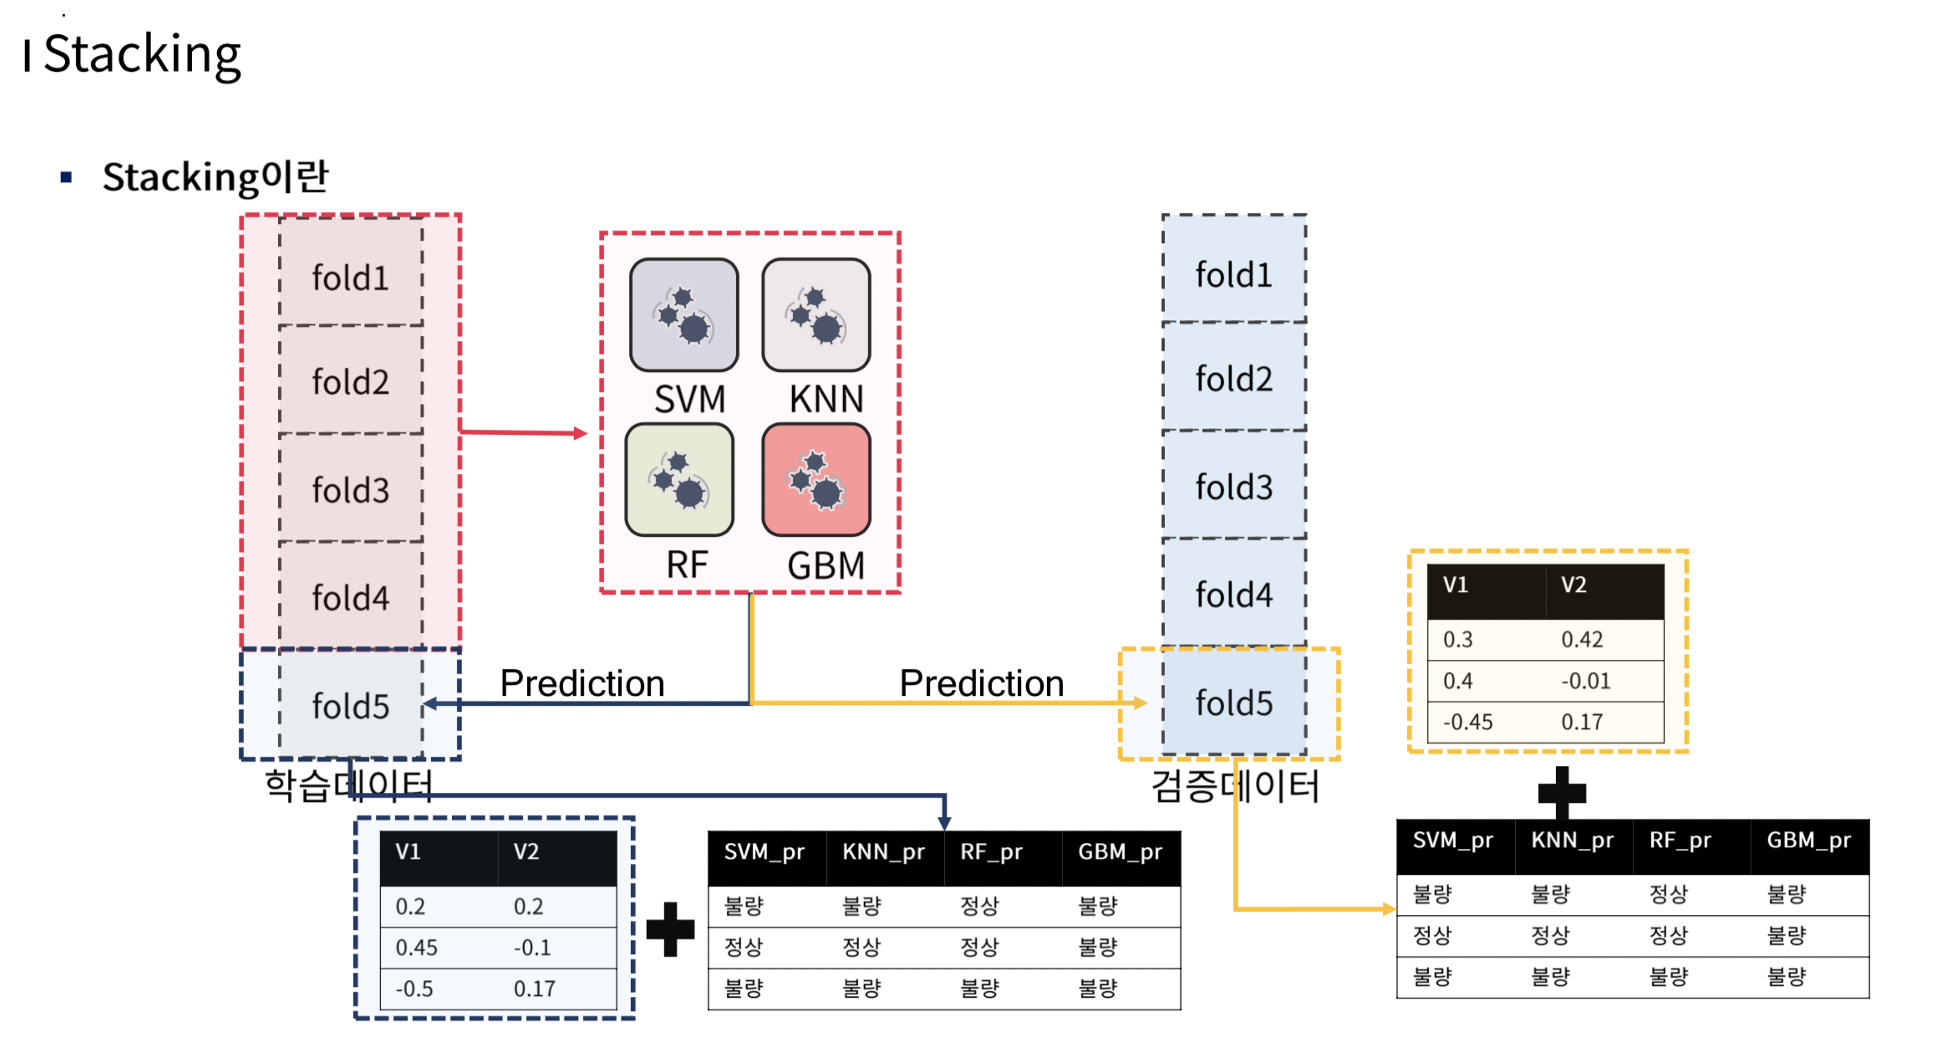 I Stacking
▪ Stacking이란
fold1
fold2
fold3
fold4
fold5
학습데이터
SVM KNN
RF GBM
Prediction Prediction
fold1
fold2
fold3
fold4
fold5
검증데이터
V1 V2
0.2 0.2
0.45 -0.1
-0.5 0.17
SVM_pr KNN_pr RF_pr GBM_pr
불량 불량 정상 불량
정상 정상 정상 불량
불량 불량 불량 불량
V1 V2
0.3 0.42
0.4 -0.01
-0.45 0.17
SVM_pr KNN_pr RF_pr GBM_pr
불량 불량 정상 불량
정상 정상 정상 불량
불량 불량 불량 불량